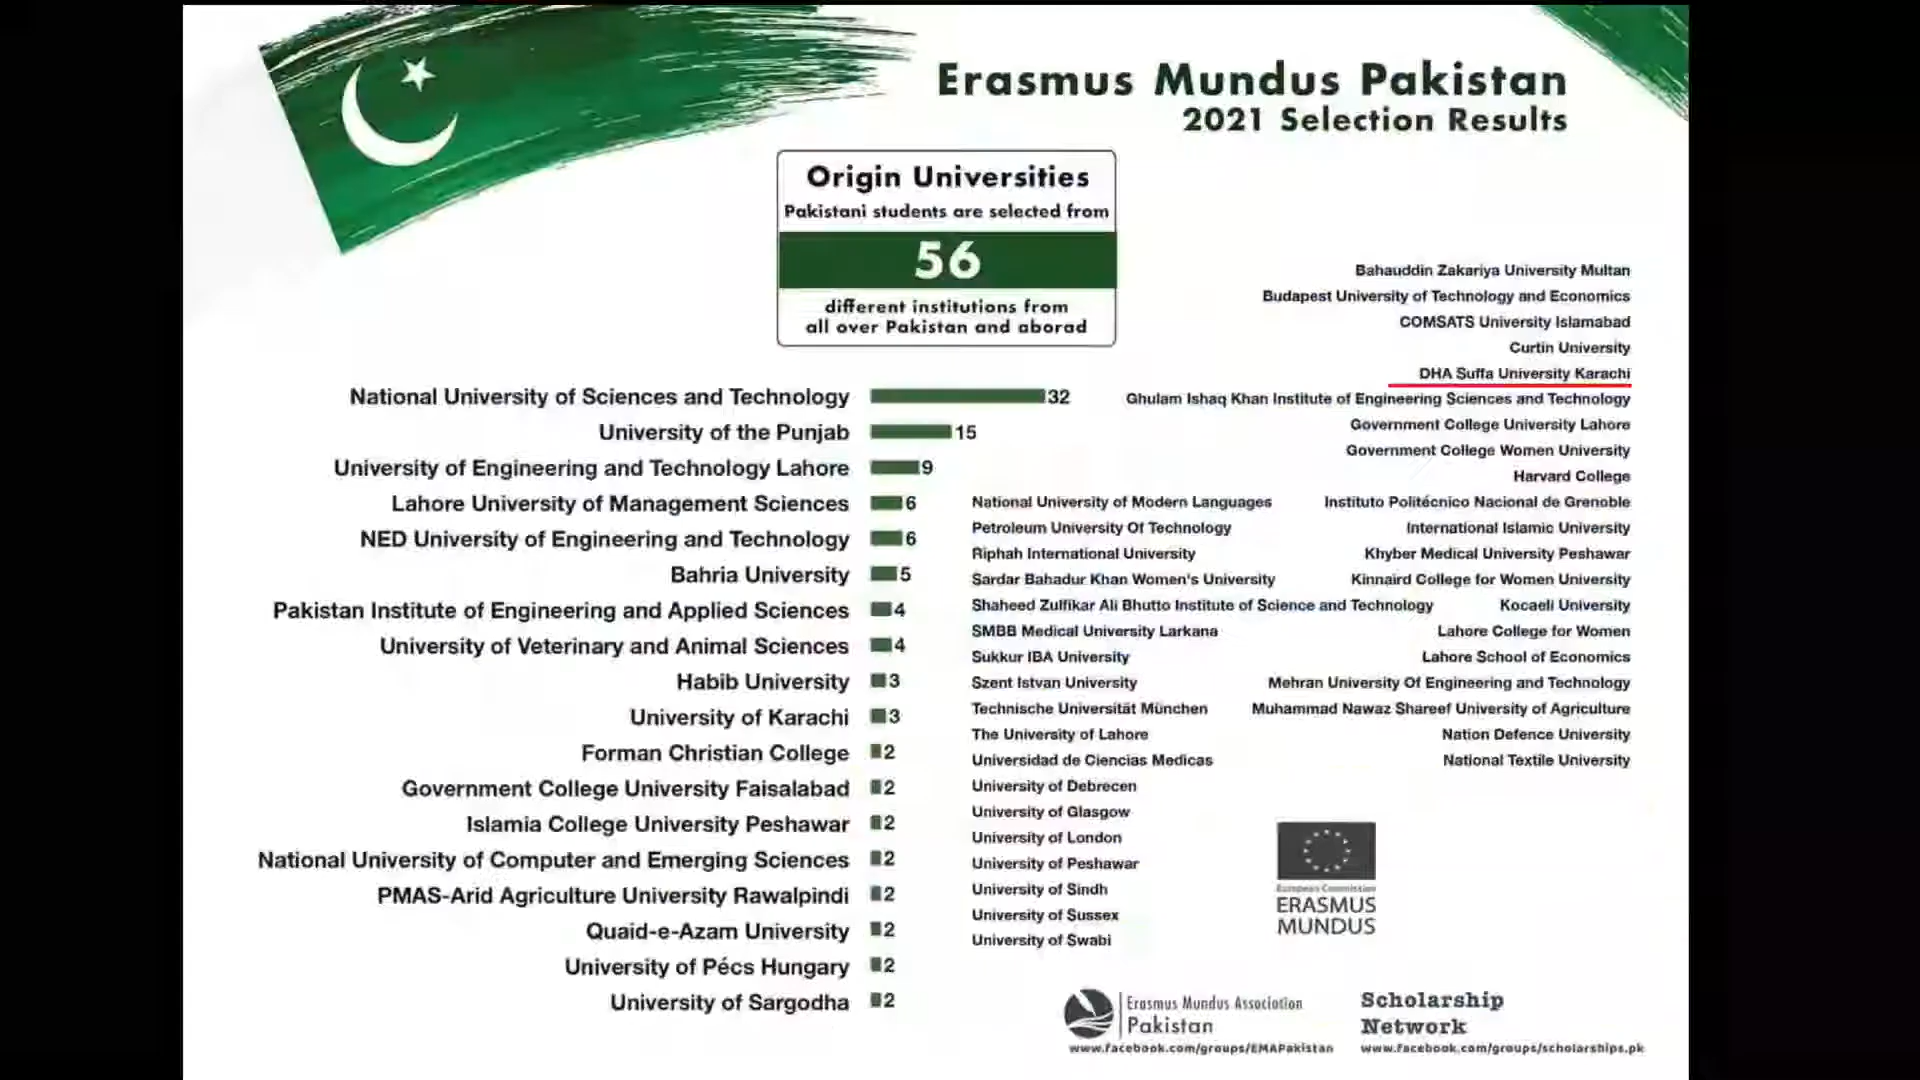 Erasmus Mundus Pakistan
2021 Selection Results
Origin Universities
Pakistani students are selected from
56
different institutions from
all over Pakistan and aborad
National University of Sciences and Technology 32
University of the Punjab 15
University of Engineering and Technology Lahore 9
Lahore University of Management Sciences 6
NED University of Engineering and Technology 6
Bahria University 5
Pakistan Institute of Engineering and Applied Sciences 4
University of Veterinary and Animal Sciences 4
Habib University 3
University of Karachi 3
Forman Christian College 2
Government College University Faisalabad 2
Islamia College University Peshawar 2
National University of Computer and Emerging Sciences 2
PMAS-Arid Agriculture University Rawalpindi 2
Quaid-e-Azam University 2
University of Pécs Hungary 2
University of Sargodha 2
Bahauddin Zakariya University Multan
Budapest University of Technology and Economics
COMSATS University Islamabad
Curtin University
DHA Suffa University Karachi
Ghulam Ishaq Khan Institute of Engineering Sciences and Technology
Government College University Lahore
Government College Women University
Harvard College
Instituto Politécnico Nacional de Grenoble
International Islamic University
Khyber Medical University Peshawar
Kinnaird College for Women University
Kocaeli University
Lahore College for Women
Lahore School of Economics
Mehran University Of Engineering and Technology
Muhammad Nawaz Shareef University of Agriculture
Nation Defence University
National Textile University
National University of Modern Languages
Petroleum University Of Technology
Riphah International University
Sardar Bahadur Khan Women's University
Shaheed Zulfikar Ali Bhutto Institute of Science and Technology
SMBB Medical University Larkana
Sukkur IBA University
Szent Istvan University
Technische Universität München
The University of Lahore
Universidad de Ciencias Medicas
University of Debrecen
University of Glasgow
University of London
University of Peshawar
University of Sindh
University of Sussex
University of Swabi
European Commission
ERASMUS
MUNDUS
Erasmus Mundus Association
Pakistan
www.facebook.com/groups/EMAPakistan
Scholarship
Network
www.facebook.com/groups/scholarships.pk